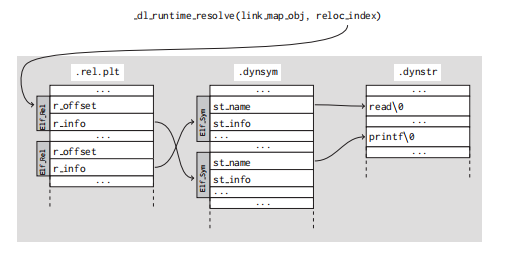 _dl_runtime_resolve(link_map_obj, reloc_index)
.rel.plt
...
Elf_Rel
r_offset
r_info
...
Elf_Rel
r_offset
r_info
...
.dynsym
...
Elf_Sym
st_name
st_info
...
Elf_Sym
st_name
st_info
...
...
.dynstr
...
read\0
...
printf\0
...